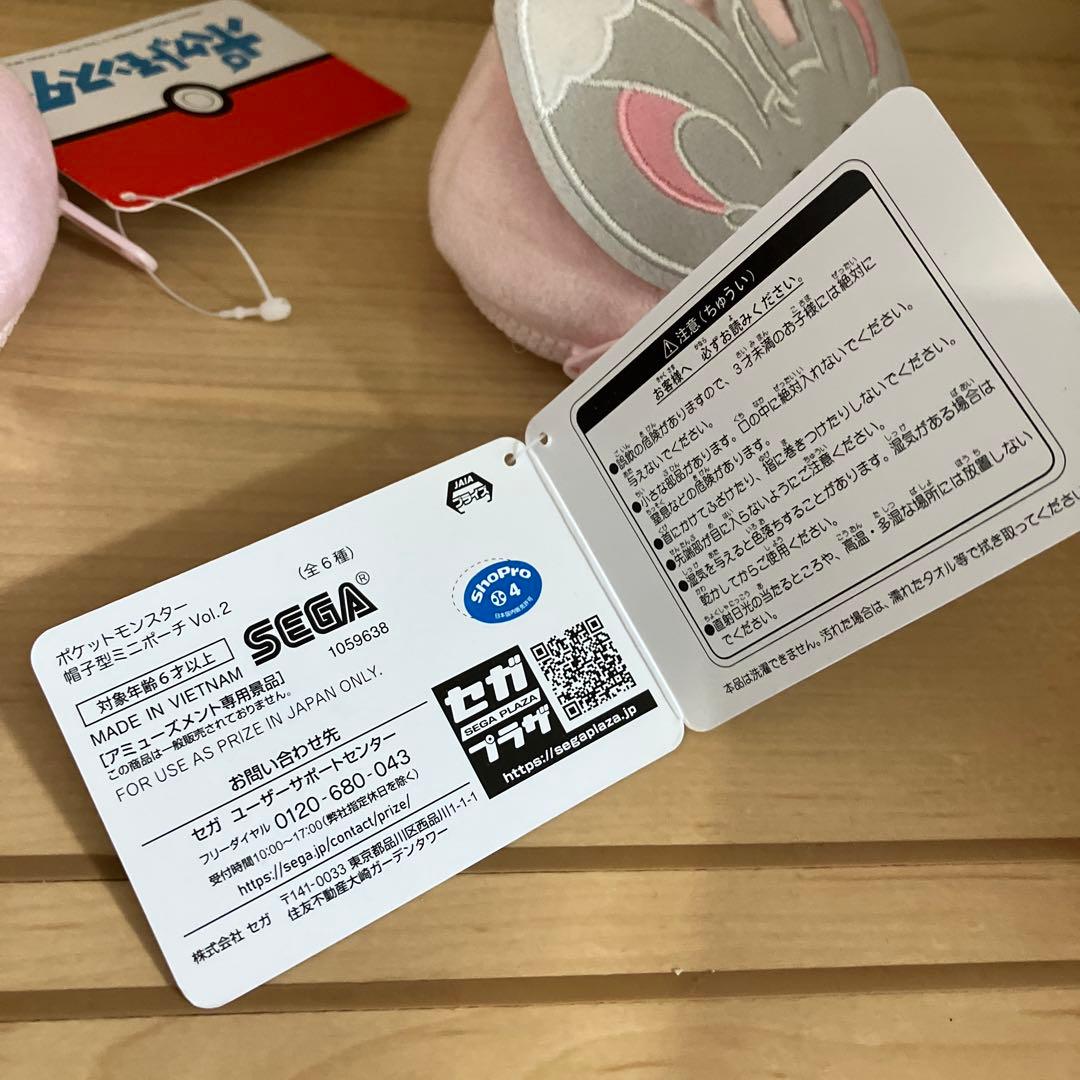 ポケットモンスタ
JAIA
プライズ
(全6種)
ポケットモンスター
帽子型ミニポーチ Vol.2
SEGA®
1059638
対象年齢6才以上
MADE IN VIETNAM
[アミューズメント専用景品]
この商品は一般販売されておりません。
FOR USE AS PRIZE IN JAPAN ONLY.
お問い合わせ先
セガ ユーザーサポートセンター
フリーダイヤル 0120-680-043
受付時間10:00~17:00(弊社指定休日を除く)
https://sega.jp/contact/prize/
株式会社 セガ
〒141-0033 東京都品川区西品川1-1-1
住友不動産大崎ガーデンタワー
ShoPro
4
日本国内販売許可
セガ
SEGA PLAZA
プラザ
https://segaplaza.jp
⚠注意(ちゅうい)
お客様へ 必ずお読みください。
●誤飲の危険がありますので、3才未満のお子様には絶対に
与えないでください。
●小さな部品があります。口の中に絶対入れないでください。
窒息などの危険があります。
●首にかけてふざけたり、指に巻きつけたりしないでください。
●先端部が目に入らないようにご注意ください。
●湿気を与えると色落ちすることがあります。湿気がある場合は
乾かしてからご使用ください。
●直射日光の当たるところや、高温・多湿な場所には放置しない
でください。
本品は洗濯できません。汚れた場合は、濡れたタオル等で拭き取ってくださ